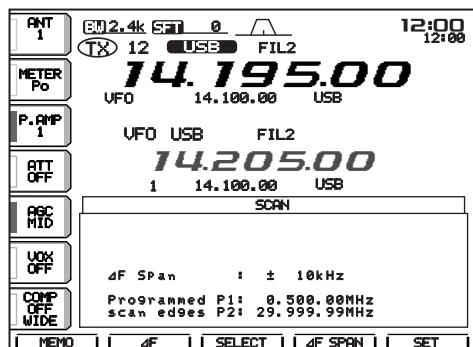 ANT
1
BW 2.4k SFT 0
12:00
12:00
TX 12 USB FIL2
METER
Po
14.195.00
VFO 14.100.00 USB
P.AMP
1
VFO USB FIL2
14.205.00
1 14.100.00 USB
ATT
OFF
AGC
MID
SCAN
VOX
OFF
⊿F Span : ± 10kHz
COMP
OFF
WIDE
Programmed P1: 0.500.00MHz
scan edges P2: 29.999.99MHz
MEMO ⊿F SELECT ⊿F SPAN SET